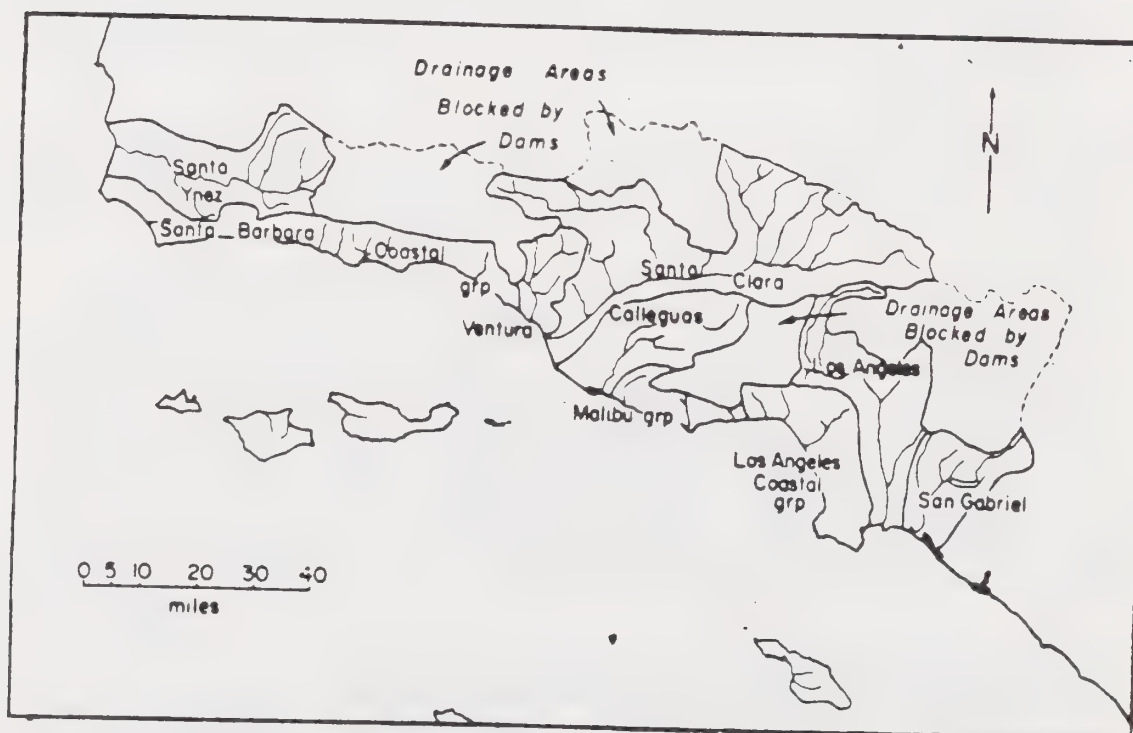 Drainage Areas
Blocked by
Dams
N
Santa
Ynez
Santa Barbara
Coastal
grp
Santa
Clara
Ventura
Calleguas
Drainage Areas
Blocked by
Dams
Los Angeles
Malibu grp
Los Angeles
Coastal
grp
San Gabriel
0 5 10 20 30 40
miles